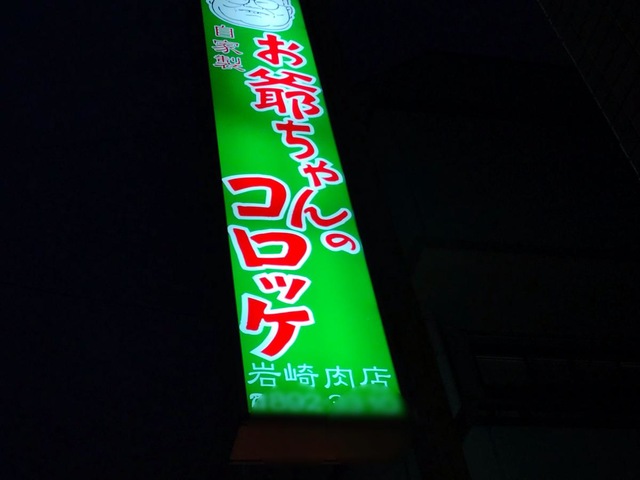 自家製
お爺ちゃんの
コロッケ
岩崎肉店